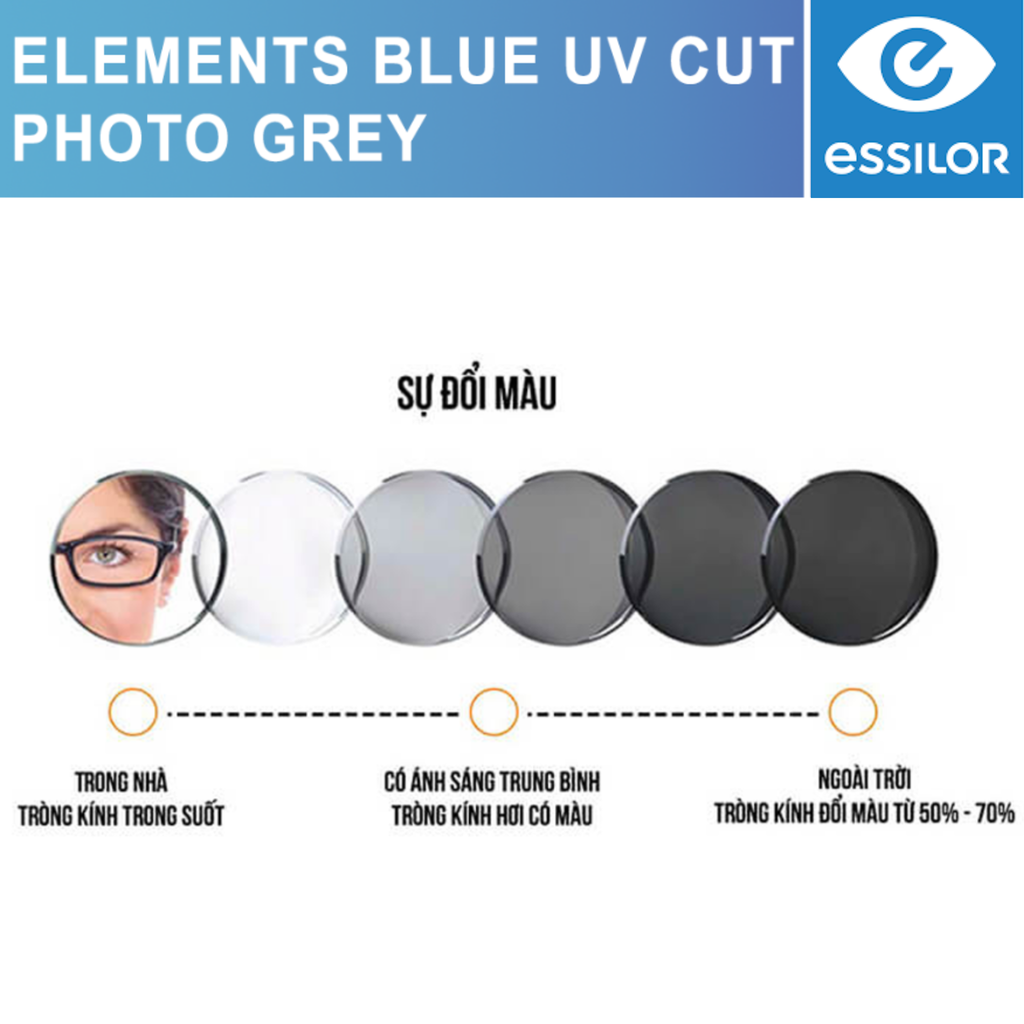 ELEMENTS BLUE UV CUT
PHOTO GREY
essilor
SỰ ĐỔI MÀU
TRONG NHÀ
TRÒNG KÍNH TRONG SUỐT
CÓ ÁNH SÁNG TRUNG BÌNH
TRÒNG KÍNH HƠI CÓ MÀU
NGOÀI TRỜI
TRÒNG KÍNH ĐỔI MÀU TỪ 50% - 70%